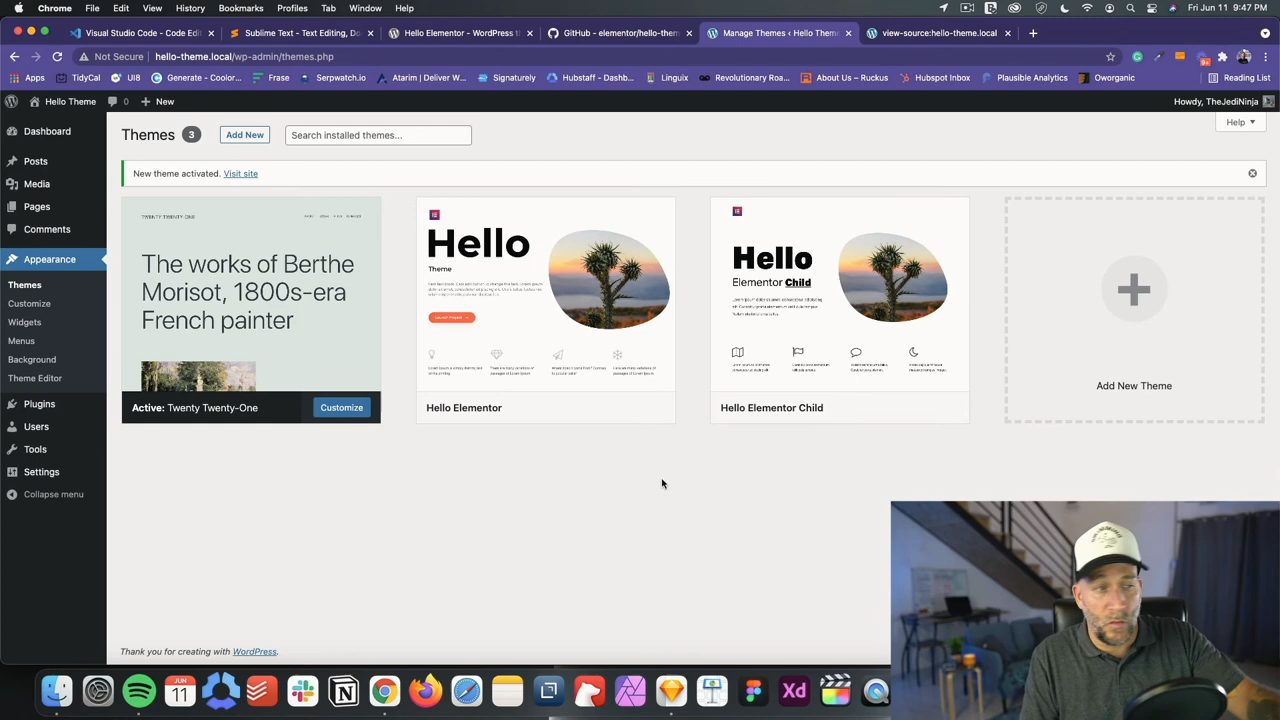 Chrome File Edit View History Bookmarks Profiles Tab Window Help Fri Jun 11 9:47 PM
Visual Studio Code - Code Edit Sublime Text - Text Editing, Do Hello Elementor - WordPress th GitHub - elementor/hello-them Manage Themes ‹ Hello Theme view-source:hello-theme.local
Not Secure hello-theme.local/wp-admin/themes.php
Apps TidyCal UI8 Generate - Coolor... Frase Serpwatch.io Atarim | Deliver W... Signaturely Hubstaff - Dashb... Linguix Revolutionary Roa... About Us – Ruckus Hubspot Inbox Plausible Analytics Oworganic Reading List
Hello Theme 0 New Howdy, TheJediNinja
Dashboard
Posts
Media
Pages
Comments
Appearance
Themes
Customize
Widgets
Menus
Background
Theme Editor
Plugins
Users
Tools
Settings
Collapse menu
Themes 3 Add New Search installed themes...
Help
New theme activated. Visit site
TWENTY TWENTY-ONE
The works of Berthe
Morisot, 1800s-era
French painter
Active: Twenty Twenty-One Customize
Hello
Theme
Hello Elementor
Hello
Elementor Child
Hello Elementor Child
Add New Theme
Thank you for creating with WordPress.
JUN
11
N
Xd